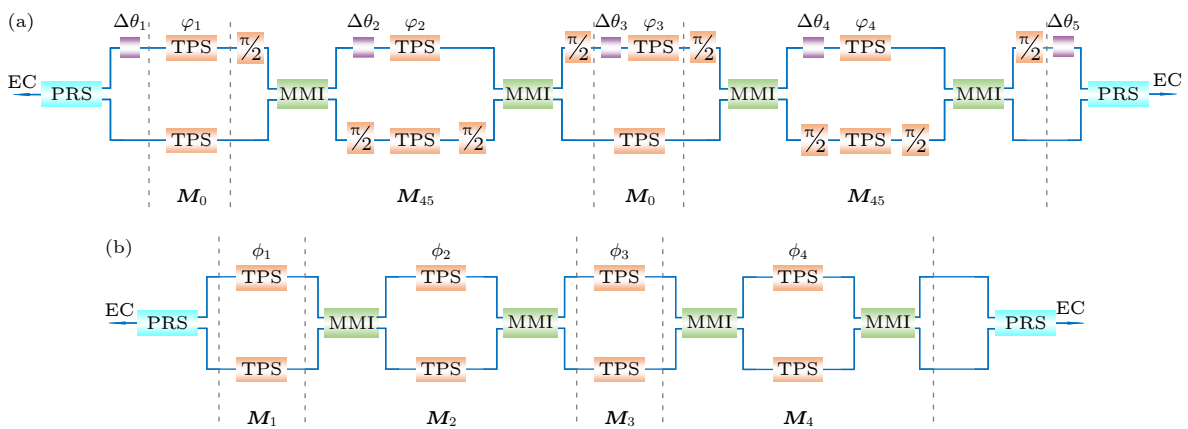 (a)
Δθ1 φ1 Δθ2 φ2 Δθ3 φ3 Δθ4 φ4 Δθ5
TPS π/2 TPS π/2 TPS π/2 TPS π/2
EC PRS MMI MMI MMI MMI PRS EC
TPS π/2 TPS π/2 TPS π/2 TPS π/2
M0 M45 M0 M45
(b)
ϕ1 ϕ2 ϕ3 ϕ4
TPS TPS TPS TPS
EC PRS MMI MMI MMI MMI PRS EC
TPS TPS TPS TPS
M1 M2 M3 M4